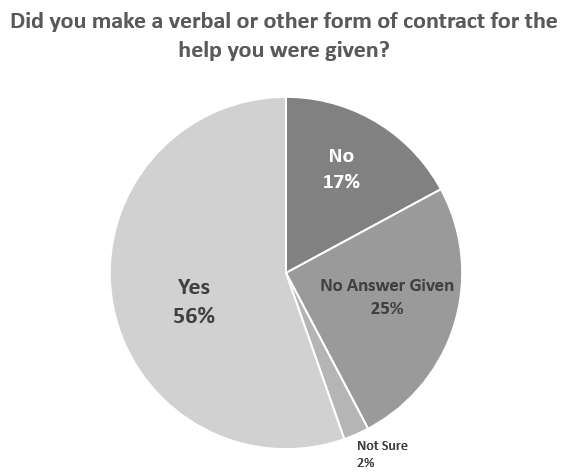 Did you make a verbal or other form of contract for the
help you were given?
No
17%
No Answer Given
25%
Yes
56%
Not Sure
2%